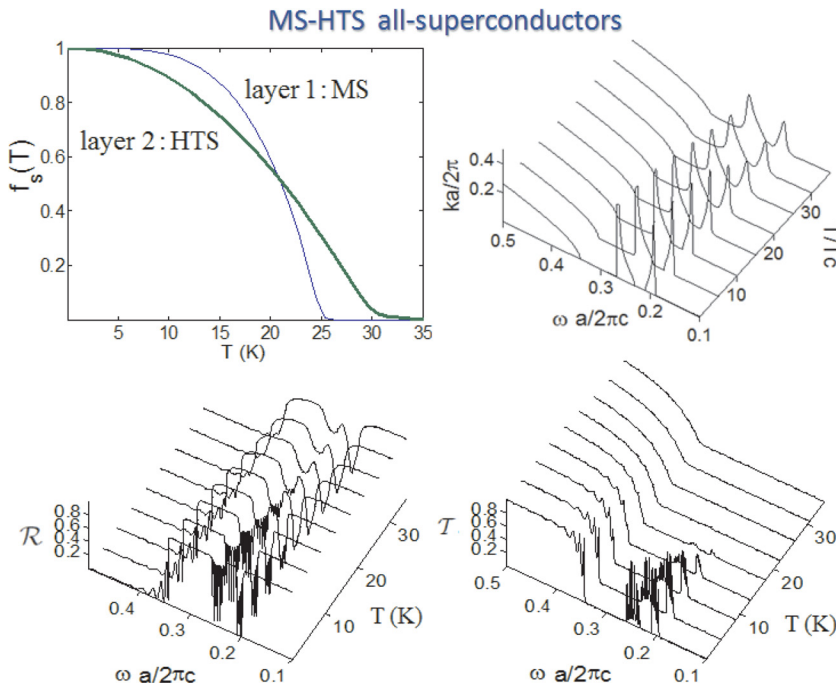 MS-HTS all-superconductors
1
0.8
0.6
0.4
0.2
f_s(T)
layer 1: MS
layer 2: HTS
5 10 15 20 25 30 35
T (K)
ka/2π
0.4
0.2
0.5 0.4 0.3 0.2 0.1
ω a/2πc
10 20 30
T/Tc
ℛ
0.8
0.6
0.4
0.2
0.4 0.3 0.2 0.1
ω a/2πc
10 20 30
T (K)
𝒯
0.8
0.6
0.4
0.2
0.5 0.4 0.3 0.2 0.1
ω a/2πc
10 20 30
T (K)